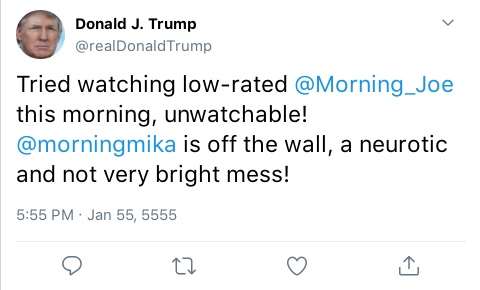 Donald J. Trump
@realDonaldTrump
Tried watching low-rated @Morning_Joe
this morning, unwatchable!
@morningmika is off the wall, a neurotic
and not very bright mess!
5:55 PM · Jan 55, 5555